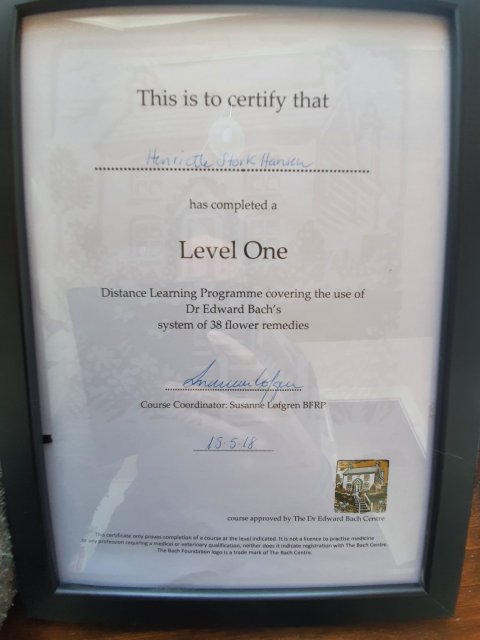 This is to certify that
Henriette Stork Hansen
has completed a
Level One
Distance Learning Programme covering the use of
Dr Edward Bach's
system of 38 flower remedies
Course Coordinator: Susanne Løfgren BFRP
15-5-18
course approved by The Dr Edward Bach Centre
This certificate only proves completion of a course at the level indicated. It is not a licence to practise medicine
or any profession requiring a medical or veterinary qualification, neither does it indicate registration with The Bach Centre.
The Bach Foundation logo is a trade mark of The Bach Centre.